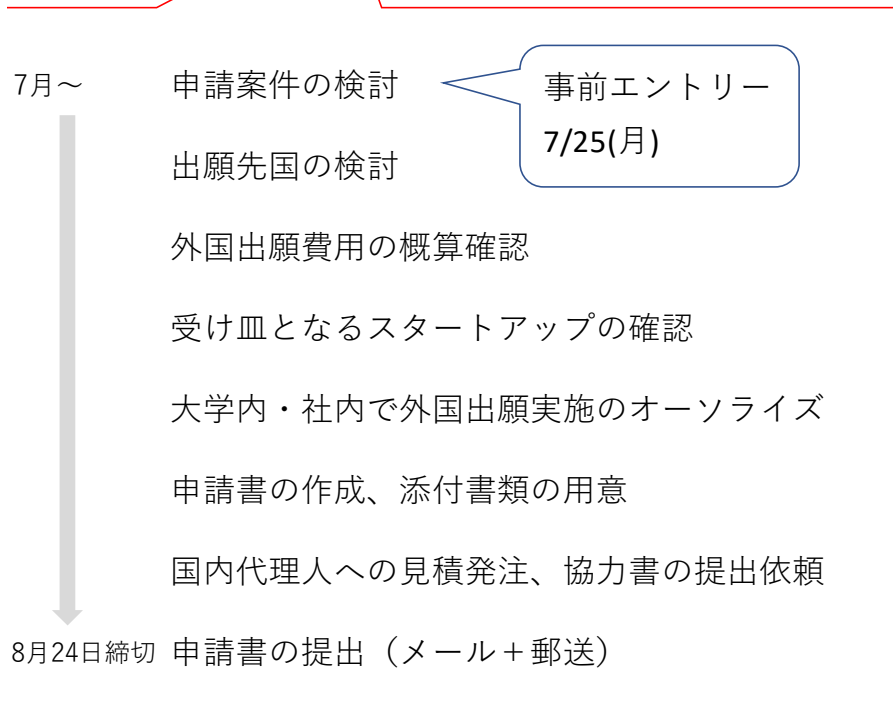 7月～
申請案件の検討
事前エントリー
7/25(月)
出願先国の検討
外国出願費用の概算確認
受け皿となるスタートアップの確認
大学内・社内で外国出願実施のオーソライズ
申請書の作成、添付書類の用意
国内代理人への見積発注、協力書の提出依頼
8月24日締切 申請書の提出（メール＋郵送）